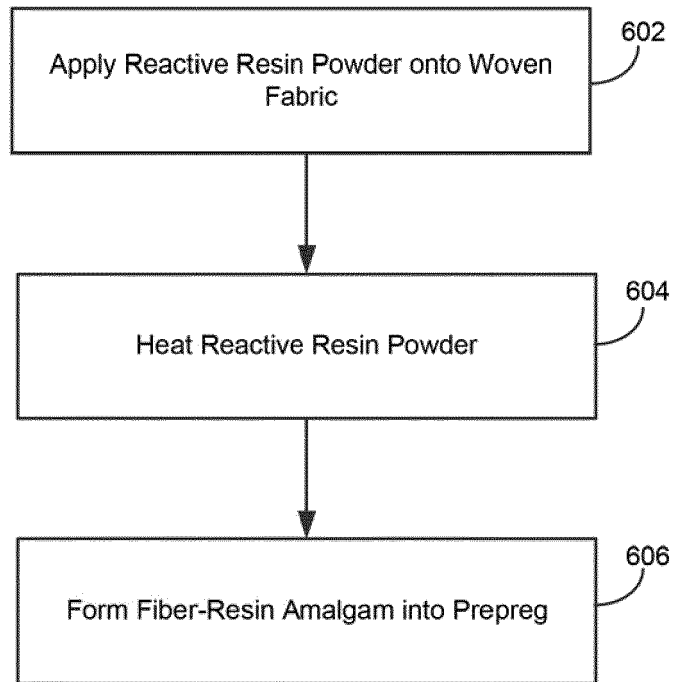 602
Apply Reactive Resin Powder onto Woven
Fabric
604
Heat Reactive Resin Powder
606
Form Fiber-Resin Amalgam into Prepreg